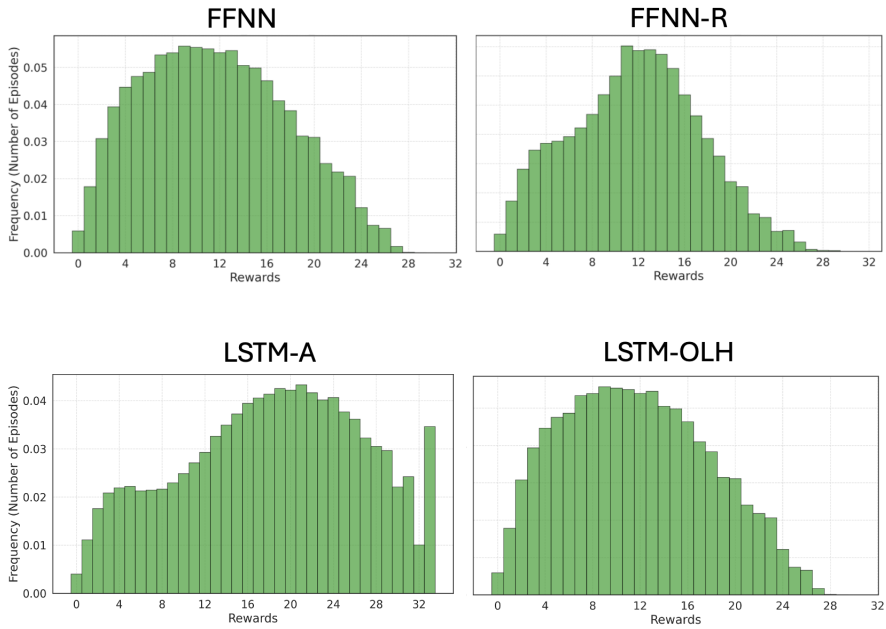 FFNN
FFNN-R
Frequency (Number of Episodes)
0.05
0.04
0.03
0.02
0.01
0.00
0 4 8 12 16 20 24 28 32
Rewards
0 4 8 12 16 20 24 28 32
Rewards
LSTM-A
LSTM-OLH
Frequency (Number of Episodes)
0.04
0.03
0.02
0.01
0.00
0 4 8 12 16 20 24 28 32
Rewards
0 4 8 12 16 20 24 28 32
Rewards